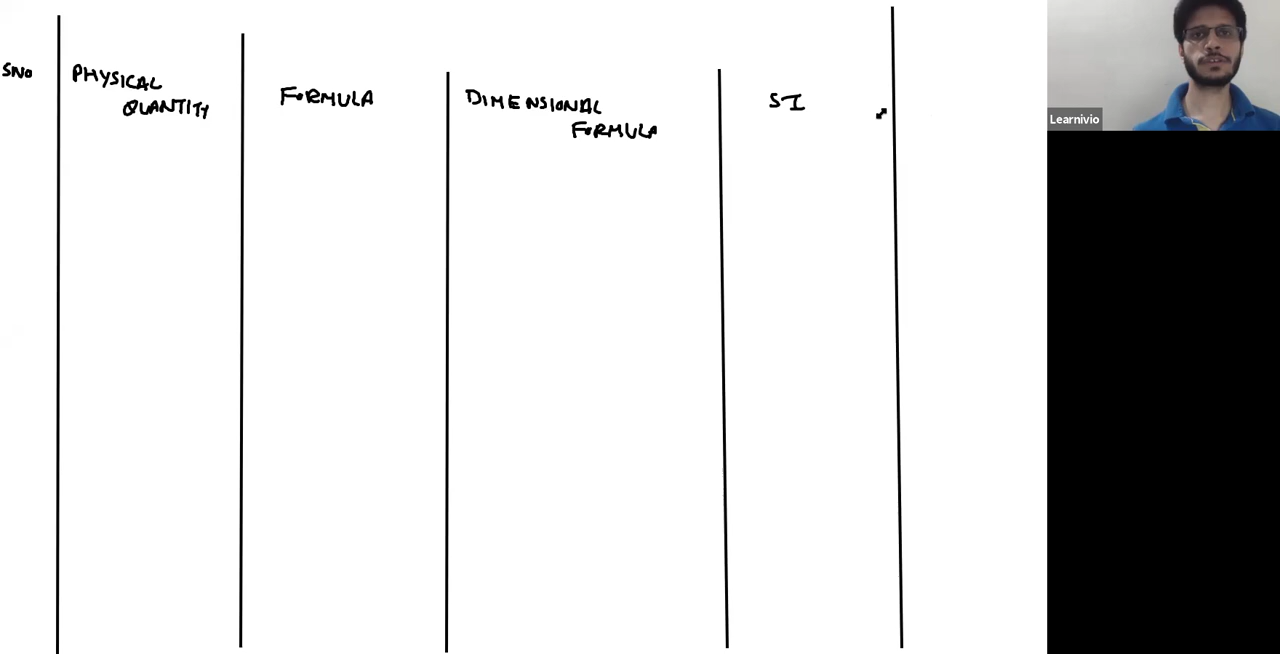 SNO
PHYSICAL
QUANTITY
FORMULA
DIMENSIONAL
FORMULA
SI
Learnivio